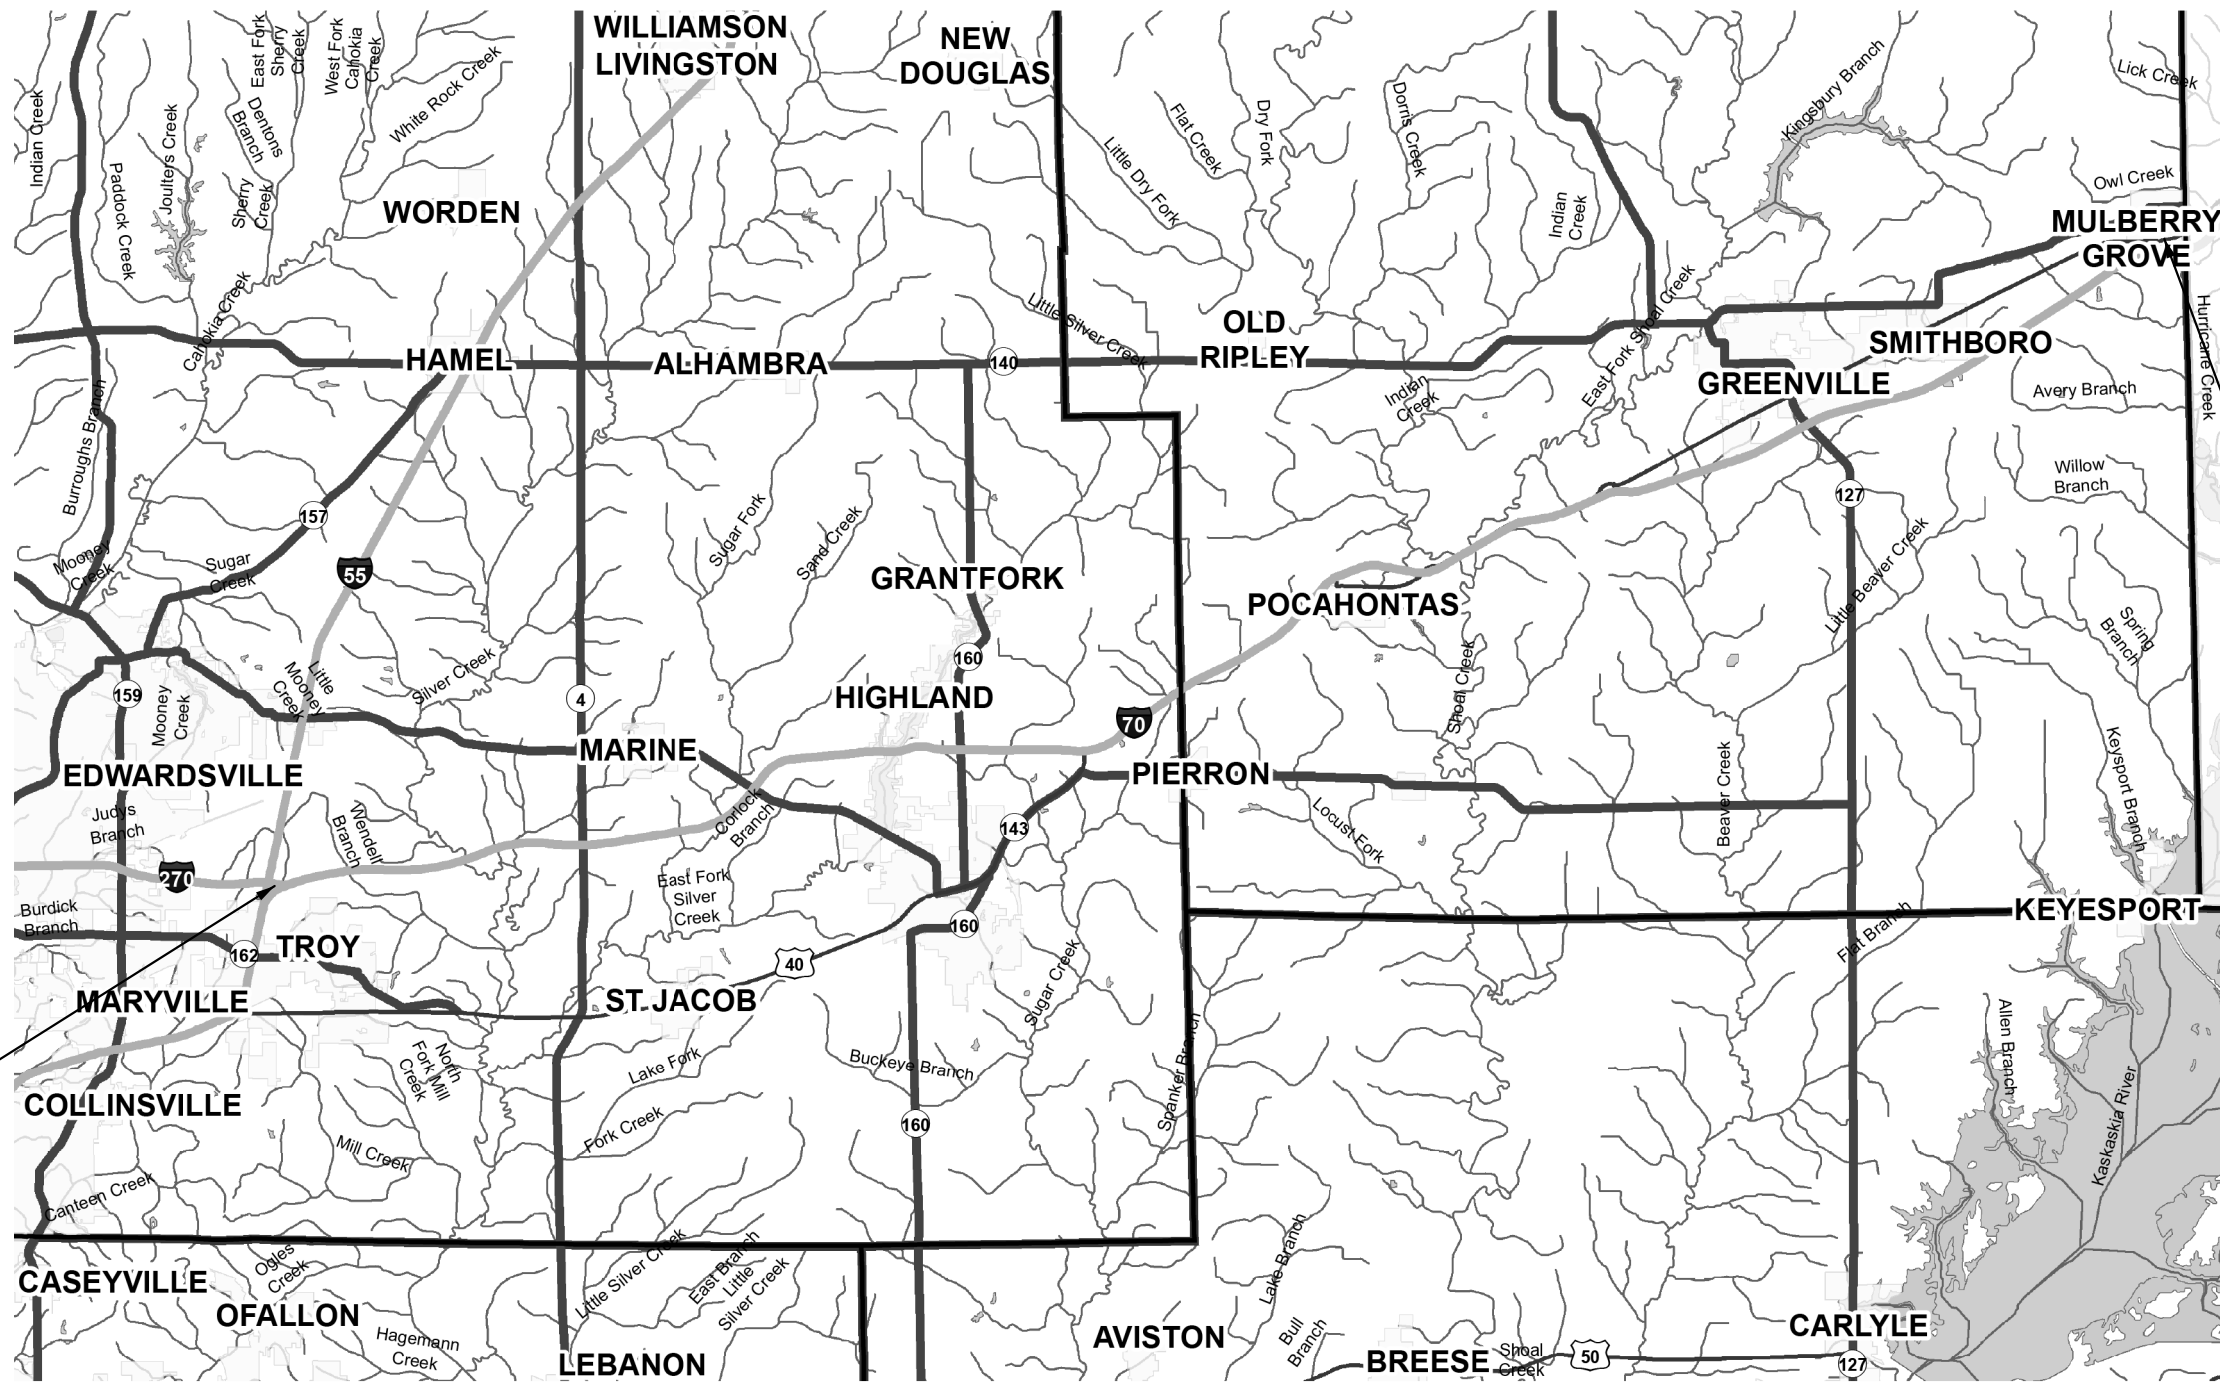 WILLIAMSON
LIVINGSTON
NEW
DOUGLAS
East Fork
Sherry
Creek
West Fork
Cahokia
Creek
White Rock Creek
Indian Creek
Joulters Creek
Dentons
Branch
Paddock Creek
Sherry
Creek
WORDEN
Flat Creek
Dry Fork
Little Dry Fork
Dorris Creek
Indian
Creek
Kingsbury Branch
Lick Creek
Owl Creek
MULBERRY
GROVE
Hurricane Creek
Cahokia Creek
Little Silver Creek
OLD
RIPLEY
East Fork Shoal Creek
SMITHBORO
GREENVILLE
HAMEL
ALHAMBRA
140
Indian
Creek
Avery Branch
Burroughs Branch
Willow
Branch
127
157
Sugar Fork
Sand Creek
Mooney
Creek
Sugar
Creek
55
GRANTFORK
POCAHONTAS
Little Beaver Creek
Spring
Branch
159
Mooney
Creek
Little
Mooney
Creek
Silver Creek
4
160
HIGHLAND
70
Shoal Creek
MARINE
PIERRON
EDWARDSVILLE
Judys
Branch
Wendell
Branch
Corlock
Branch
143
Locust Fork
Beaver Creek
Keysport Branch
270
East Fork
Silver
Creek
Burdick
Branch
162
TROY
160
40
Sugar Creek
Flat Branch
KEYESPORT
MARYVILLE
ST. JACOB
Spanker Branch
Allen Branch
Kaskaskia River
North
Fork Mill
Creek
Lake Fork
Buckeye Branch
COLLINSVILLE
Fork Creek
160
Mill Creek
Canteen Creek
CASEYVILLE
Ogles
Creek
OFALLON
Little Silver Creek
East Branch
Little
Silver Creek
Lake Branch
Hagemann
Creek
LEBANON
AVISTON
Bull
Branch
BREESE
Shoal
Creek
50
CARLYLE
127